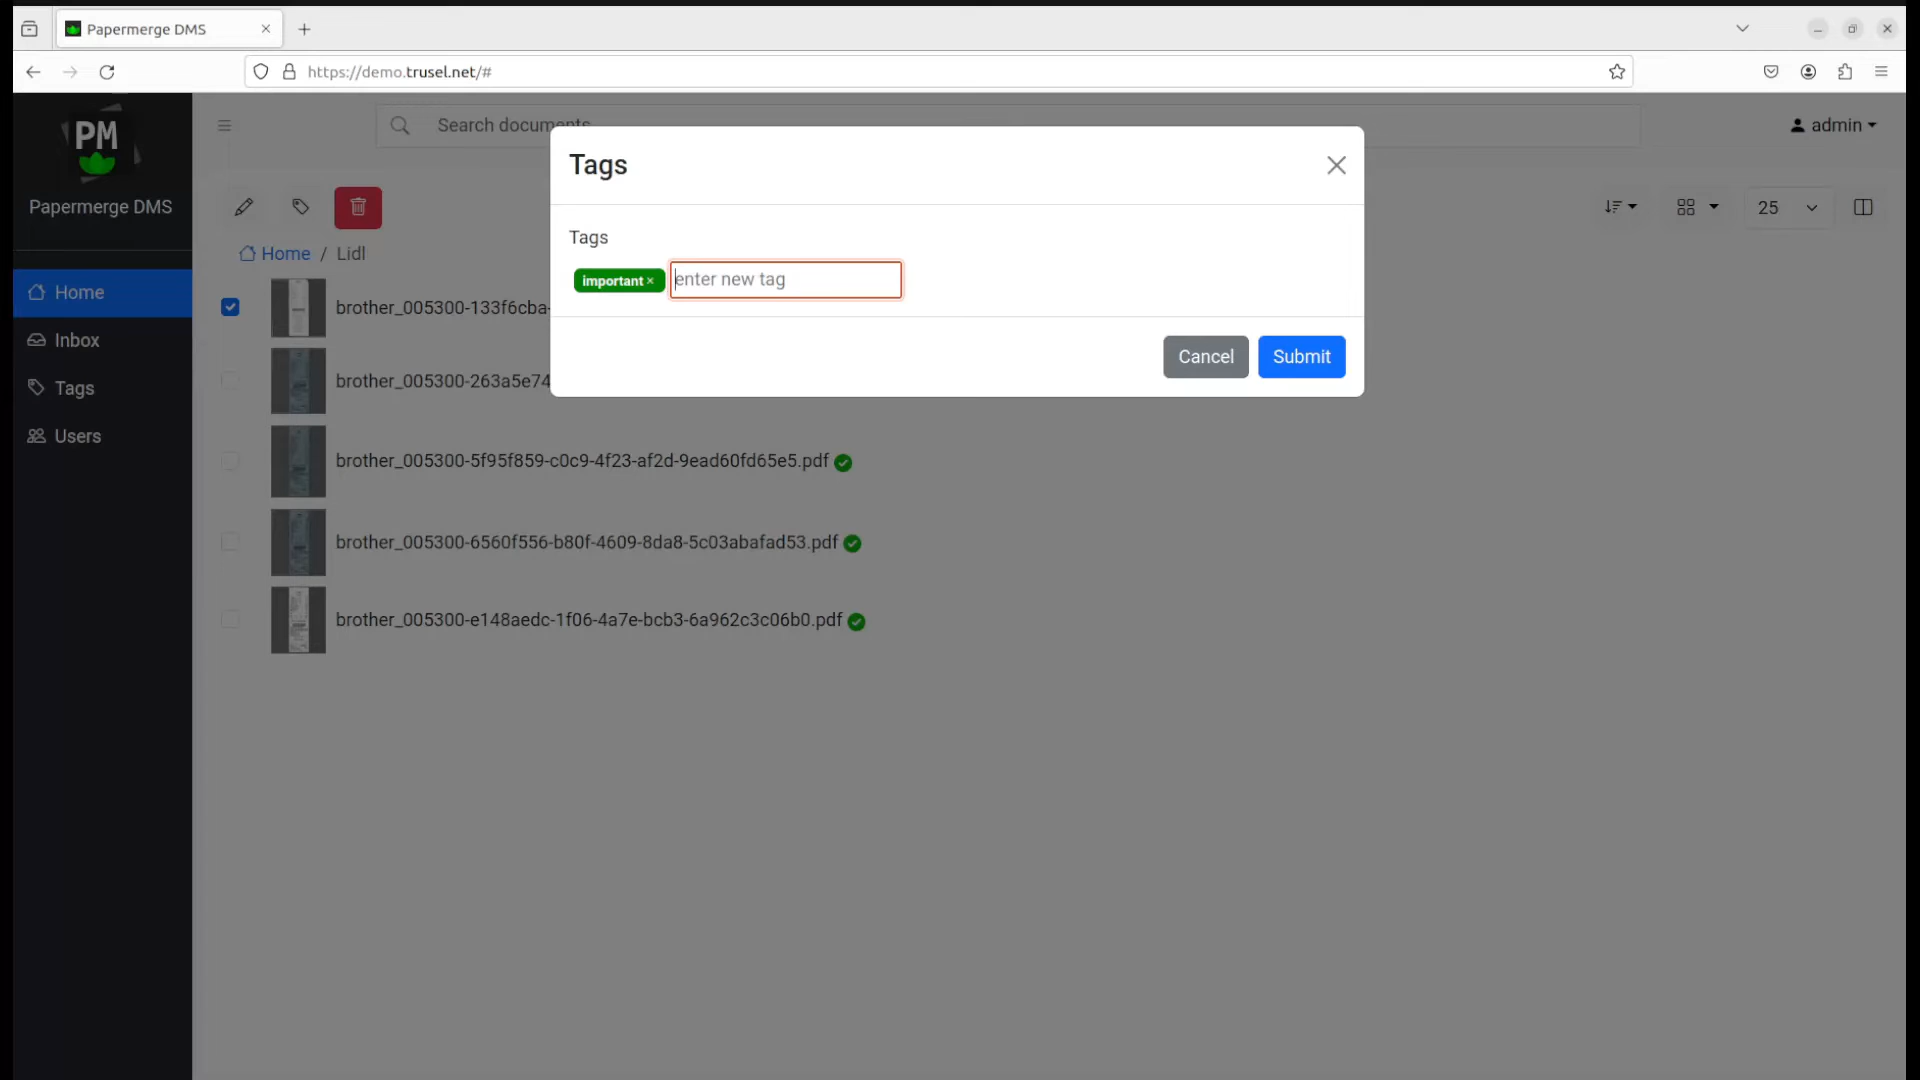 Papermerge DMS
https://demo.trusel.net/#
PM
Papermerge DMS
Search documents
admin
Tags
25
Home / Lidl
Tags
important × enter new tag
Cancel Submit
Home
Inbox
Tags
Users
brother_005300-133f6cba-
brother_005300-263a5e74
brother_005300-5f95f859-c0c9-4f23-af2d-9ead60fd65e5.pdf
brother_005300-6560f556-b80f-4609-8da8-5c03abafad53.pdf
brother_005300-e148aedc-1f06-4a7e-bcb3-6a962c3c06b0.pdf